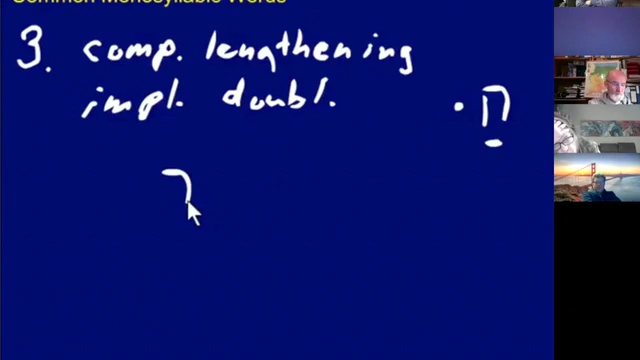 Common Monosyllable Words
3. comp. lengthening
impl. doubl.
· הַ